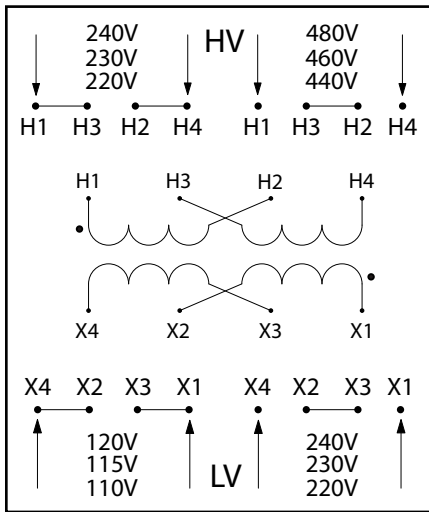 240V HV 480V
230V 460V
220V 440V
H1 H3 H2 H4 H1 H3 H2 H4
H1 H3 H2 H4
X4 X2 X3 X1
X4 X2 X3 X1 X4 X2 X3 X1
120V 240V
115V LV 230V
110V 220V